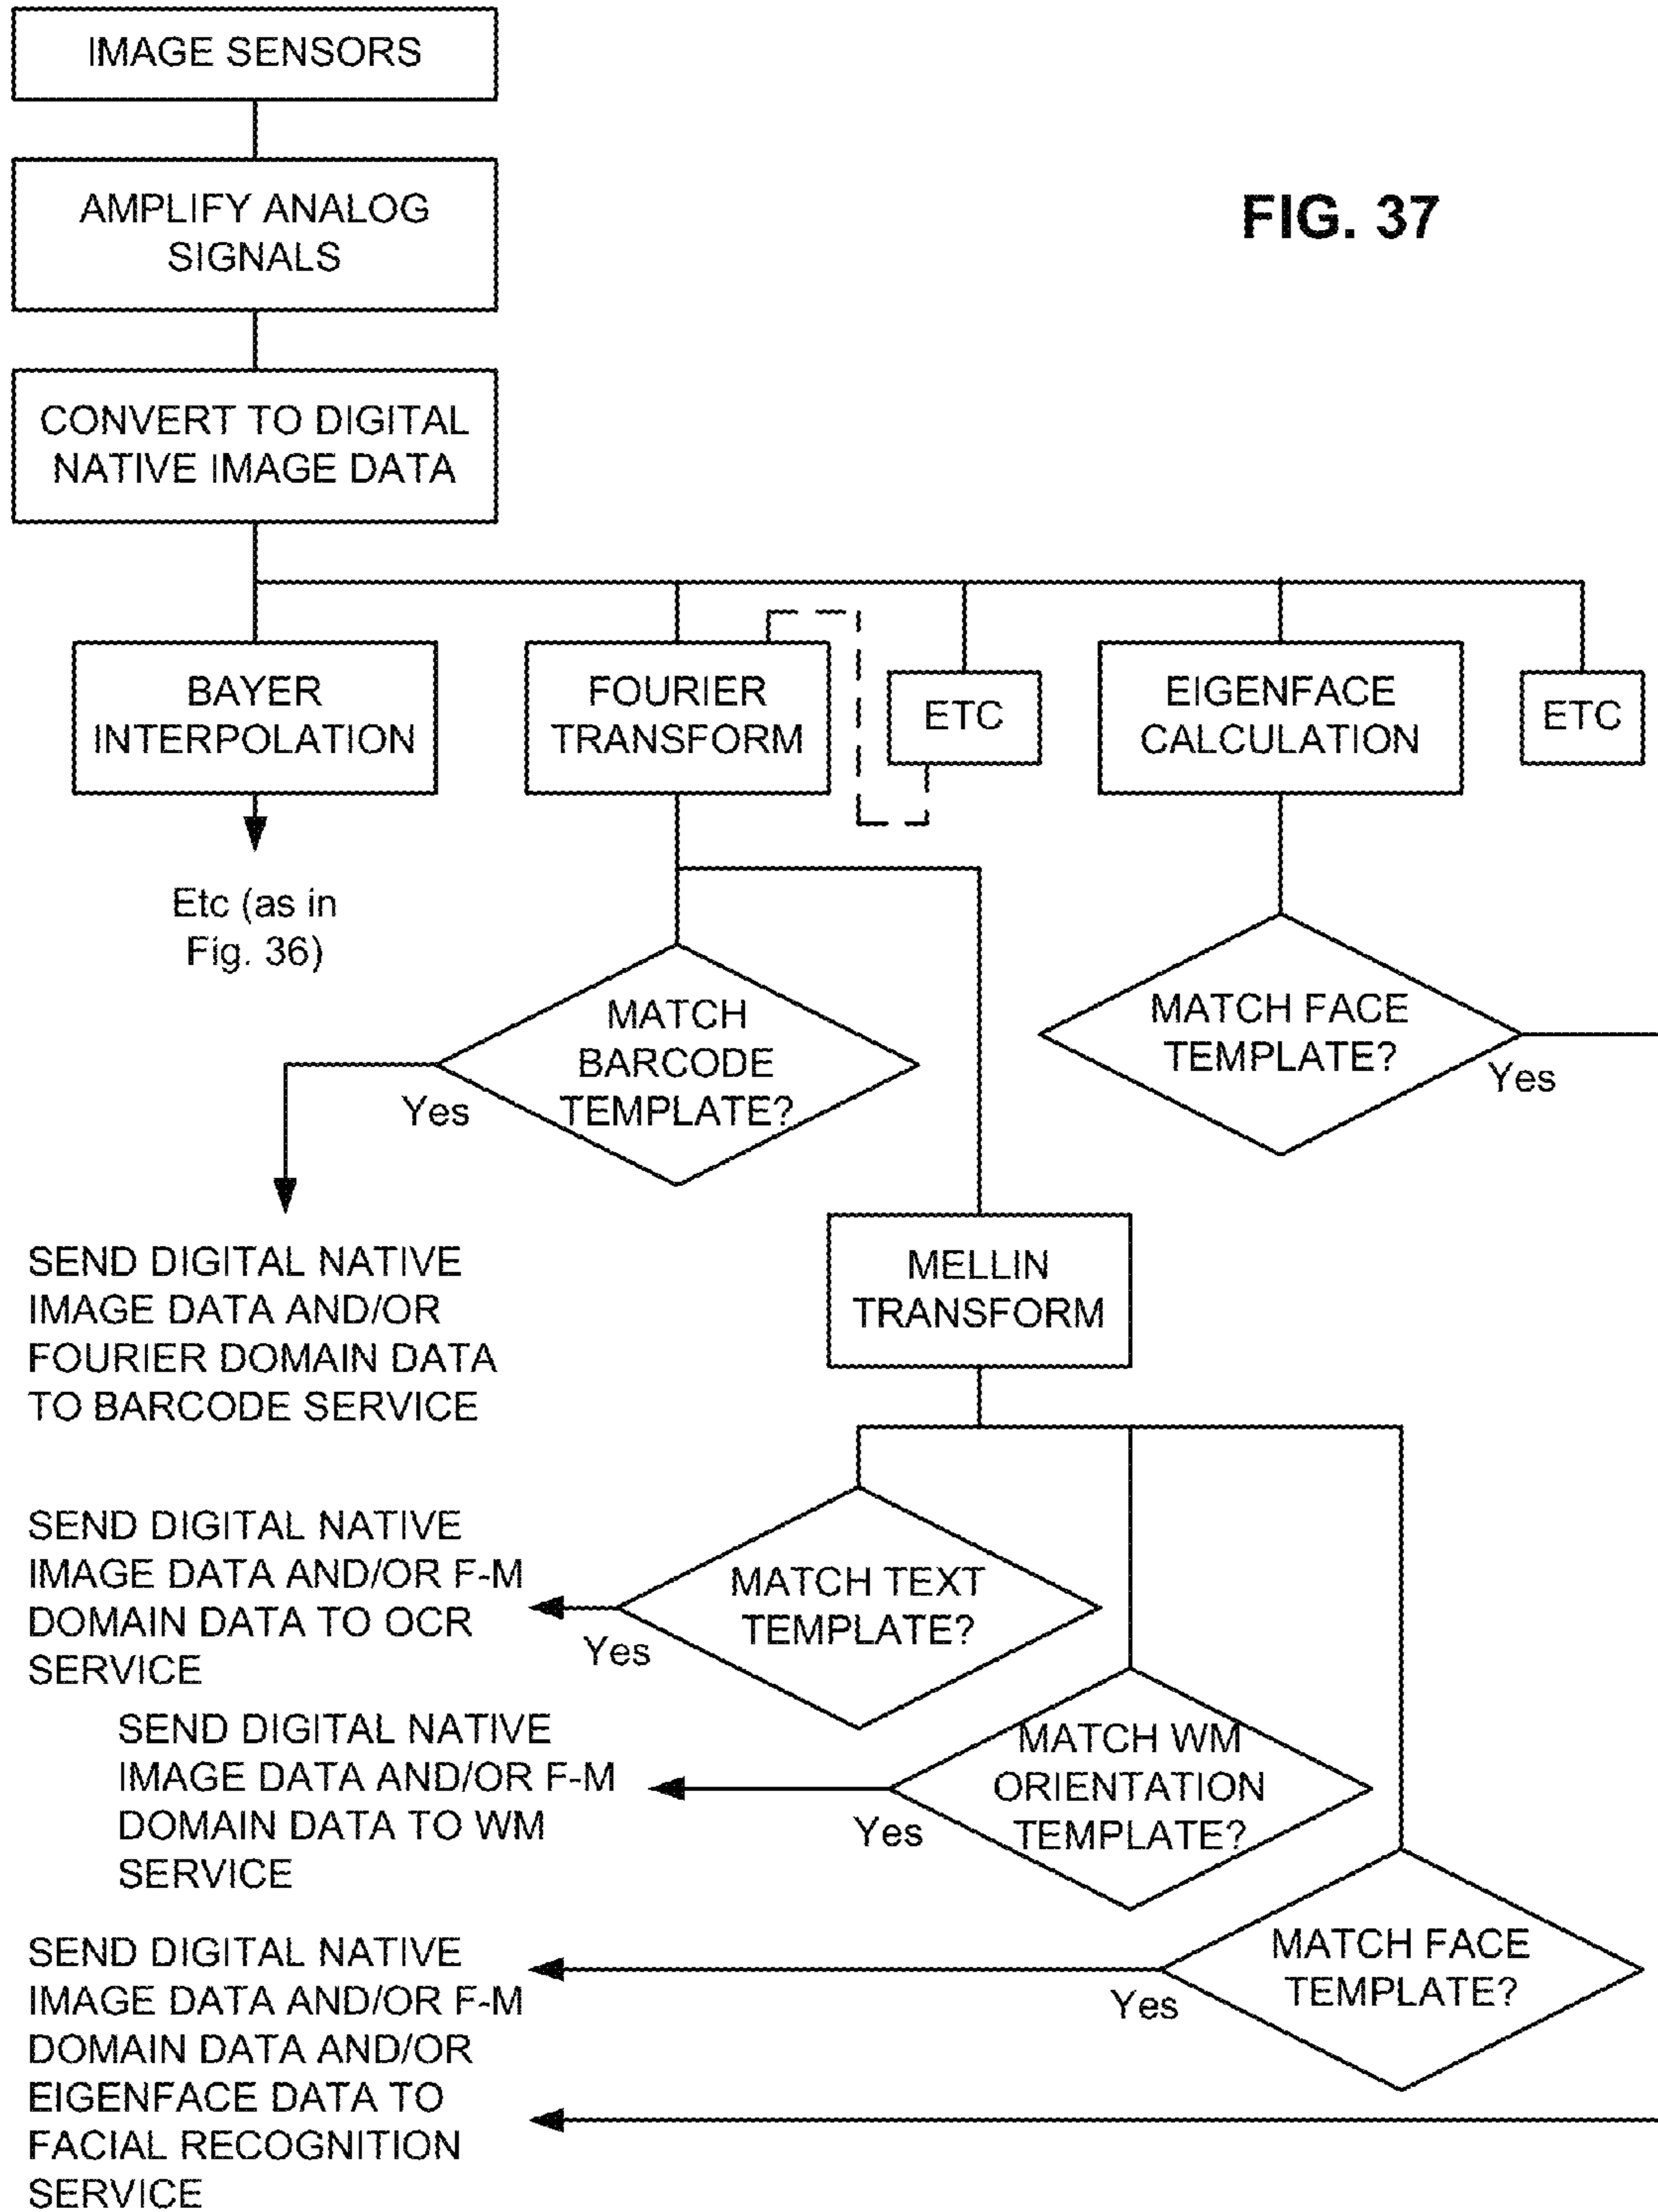 IMAGE SENSORS
AMPLIFY ANALOG
SIGNALS
FIG. 37
CONVERT TO DIGITAL
NATIVE IMAGE DATA
BAYER
INTERPOLATION
FOURIER
TRANSFORM
ETC
EIGENFACE
CALCULATION
ETC
Etc (as in
Fig. 36)
MATCH
BARCODE
TEMPLATE?
Yes
MATCH FACE
TEMPLATE?
Yes
SEND DIGITAL NATIVE
IMAGE DATA AND/OR
FOURIER DOMAIN DATA
TO BARCODE SERVICE
MELLIN
TRANSFORM
SEND DIGITAL NATIVE
IMAGE DATA AND/OR F-M
DOMAIN DATA TO OCR
SERVICE
MATCH TEXT
TEMPLATE?
Yes
SEND DIGITAL NATIVE
IMAGE DATA AND/OR F-M
DOMAIN DATA TO WM
SERVICE
MATCH WM
ORIENTATION
TEMPLATE?
Yes
SEND DIGITAL NATIVE
IMAGE DATA AND/OR F-M
DOMAIN DATA AND/OR
EIGENFACE DATA TO
FACIAL RECOGNITION
SERVICE
MATCH FACE
TEMPLATE?
Yes